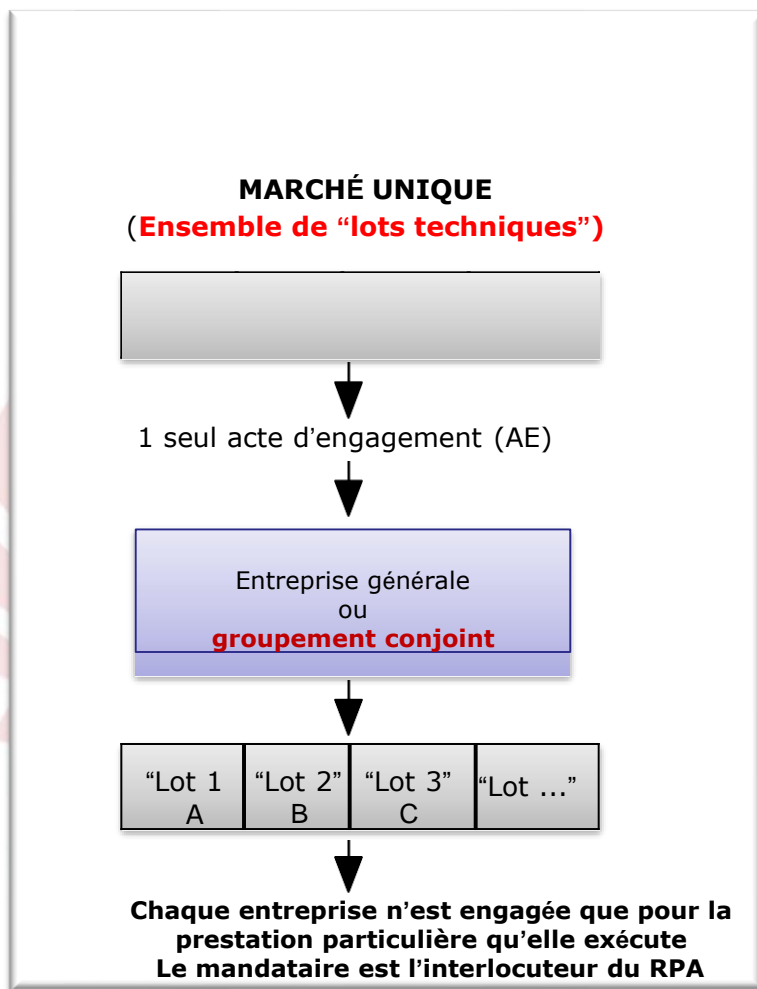 MARCHÉ UNIQUE
(Ensemble de “lots techniques”)
1 seul acte d’engagement (AE)
Entreprise générale
ou
groupement conjoint
“Lot 1 “Lot 2” “Lot 3” “Lot ...”
A B C
Chaque entreprise n’est engagée que pour la
prestation particulière qu’elle exécute
Le mandataire est l’interlocuteur du RPA